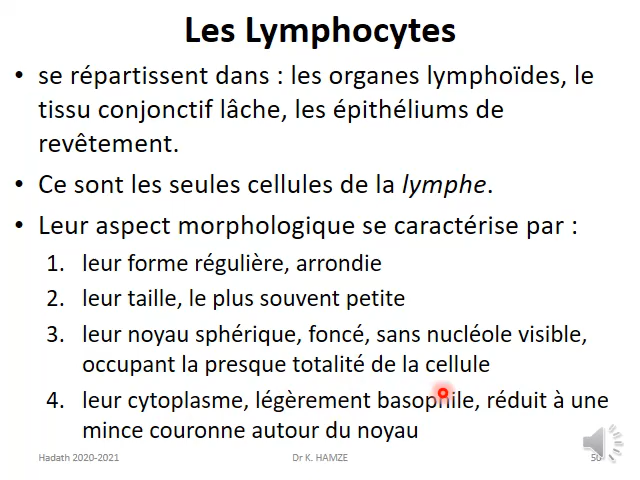 Les Lymphocytes
• se répartissent dans : les organes lymphoïdes, le
tissu conjonctif lâche, les épithéliums de
revêtement.
• Ce sont les seules cellules de la lymphe.
• Leur aspect morphologique se caractérise par :
1. leur forme régulière, arrondie
2. leur taille, le plus souvent petite
3. leur noyau sphérique, foncé, sans nucléole visible,
occupant la presque totalité de la cellule
4. leur cytoplasme, légèrement basophile, réduit à une
mince couronne autour du noyau
Hadath 2020-2021 Dr K. HAMZE